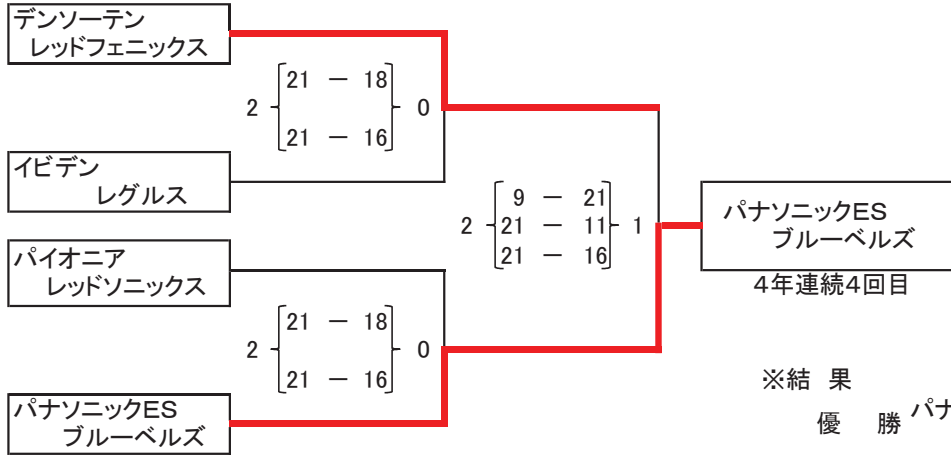 デンソーテン
レッドフェニックス
2 21 － 18 0
21 － 16
イビデン
レグルス
パイオニア
レッドソニックス
2 21 － 18 0
21 － 16
パナソニックES
ブルーベルズ
9 － 21
2 21 － 11 1
21 － 16
パナソニックES
ブルーベルズ
4年連続4回目
※結 果
優 勝 パナ